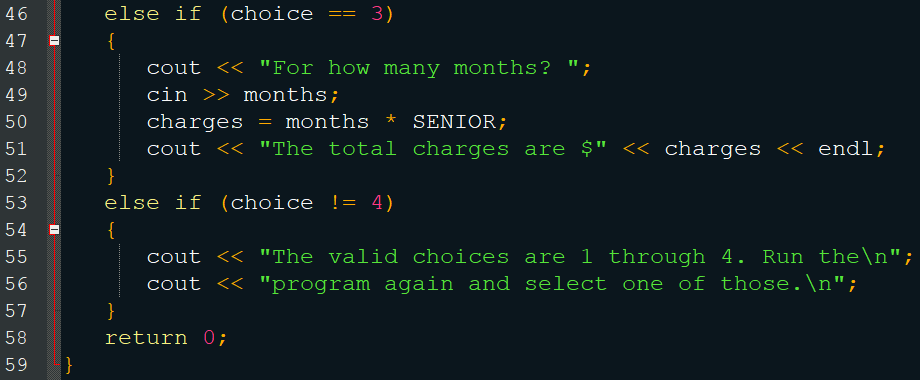 46 else if (choice == 3)
47 {
48 cout << "For how many months? ";
49 cin >> months;
50 charges = months * SENIOR;
51 cout << "The total charges are $" << charges << endl;
52 }
53 else if (choice != 4)
54 {
55 cout << "The valid choices are 1 through 4. Run the\n";
56 cout << "program again and select one of those.\n";
57 }
58 return 0;
59 }